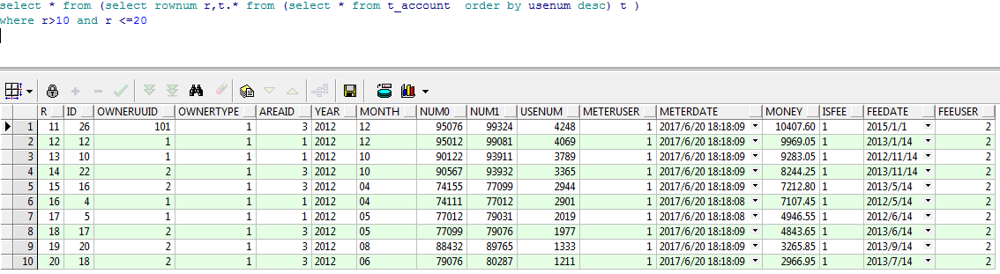 select * from (select rownum r,t.* from (select * from t_account  order by usenum desc) t )
where r>10 and r <=20
R ID OWNERUUID OWNERTYPE AREAID YEAR MONTH NUM0 NUM1 USENUM METERUSER METERDATE MONEY ISFEE FEEDATE FEEUSER
1 11 26 101 1 3 2012 12 95076 99324 4248 1 2017/6/20 18:18:09 10407.60 1 2015/1/1 2
2 12 12 1 1 1 2012 12 95012 99081 4069 1 2017/6/20 18:18:09 9969.05 1 2013/1/14 2
3 13 10 1 1 1 2012 10 90122 93911 3789 1 2017/6/20 18:18:09 9283.05 1 2012/11/14 2
4 14 22 2 1 3 2012 10 90567 93932 3365 1 2017/6/20 18:18:09 8244.25 1 2013/11/14 2
5 15 16 2 1 3 2012 04 74155 77099 2944 1 2017/6/20 18:18:09 7212.80 1 2013/5/14 2
6 16 4 1 1 1 2012 04 74111 77012 2901 1 2017/6/20 18:18:08 7107.45 1 2012/5/14 2
7 17 5 1 1 1 2012 05 77012 79031 2019 1 2017/6/20 18:18:08 4946.55 1 2012/6/14 2
8 18 17 2 1 3 2012 05 77099 79076 1977 1 2017/6/20 18:18:09 4843.65 1 2013/6/14 2
9 19 20 2 1 3 2012 08 88432 89765 1333 1 2017/6/20 18:18:09 3265.85 1 2013/9/14 2
10 20 18 2 1 3 2012 06 79076 80287 1211 1 2017/6/20 18:18:09 2966.95 1 2013/7/14 2